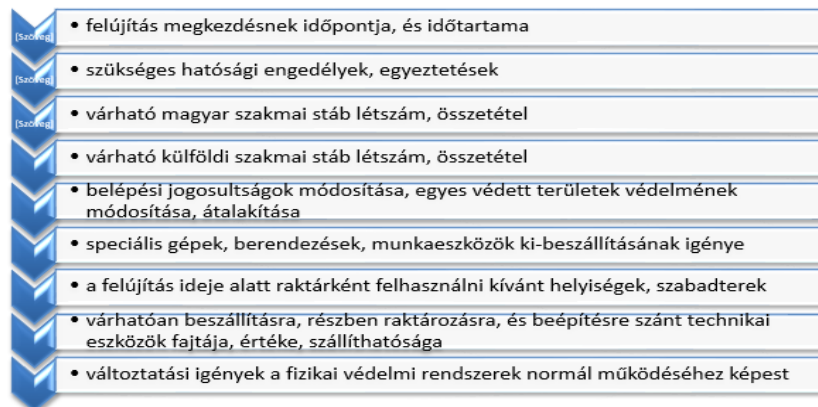 [Szöveg]
• felújítás megkezdésnek időpontja, és időtartama
[Szöveg]
• szükséges hatósági engedélyek, egyeztetések
[Szöveg]
• várható magyar szakmai stáb létszám, összetétel
• várható külföldi szakmai stáb létszám, összetétel
• belépési jogosultságok módosítása, egyes védett területek védelmének
módosítása, átalakítása
• speciális gépek, berendezések, munkaeszközök ki-beszállításának igénye
• a felújítás ideje alatt raktárként felhasználni kívánt helyiségek, szabadterek
• várhatóan beszállításra, részben raktározásra, és beépítésre szánt technikai
eszközök fajtája, értéke, szállíthatósága
• változtatási igények a fizikai védelmi rendszerek normál működéséhez képest